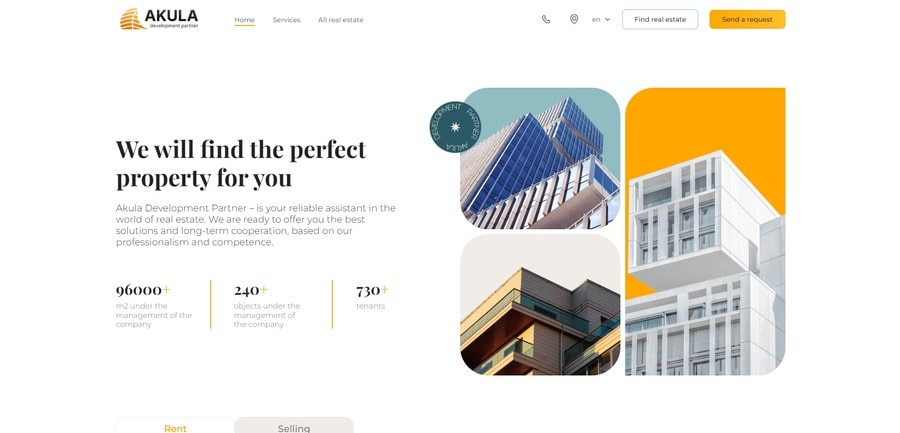 AKULA
development partner
Home
Services
All real estate
en
Find real estate
Send a request
DEVELOPMENT PARTNER AKULA
We will find the perfect
property for you
Akula Development Partner – is your reliable assistant in the
world of real estate. We are ready to offer you the best
solutions and long-term cooperation, based on our
professionalism and competence.
96000+
m2 under the
management of the
company
240+
objects under the
management of
the company
730+
tenants
Rent
Selling